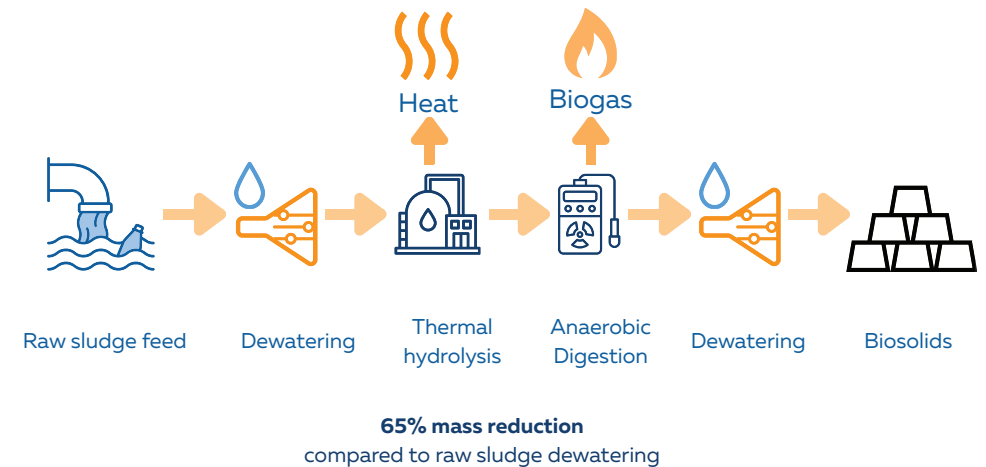 Heat
Biogas
Raw sludge feed
Dewatering
Thermal
hydrolysis
Anaerobic
Digestion
Dewatering
Biosolids
65% mass reduction
compared to raw sludge dewatering